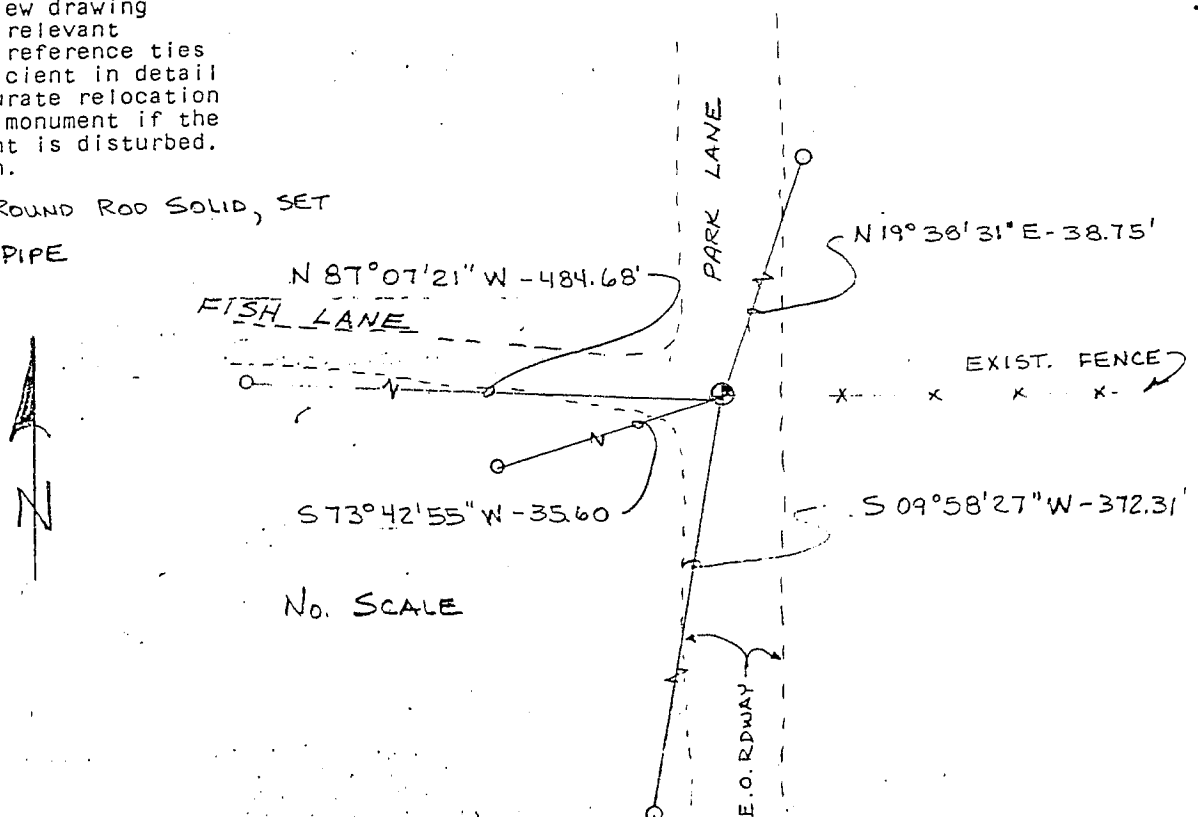 ew drawing
relevant
reference ties
cient in detail
urate relocation
monument if the
nt is disturbed.
n.
ROUND ROD SOLID, SET
PIPE
N 87°07'21" W - 484.68'
FISH LANE
PARK LANE
N 19°38'31" E - 38.75'
EXIST. FENCE
N
S 73°42'55" W - 35.60
S 09°58'27" W - 372.31'
No. SCALE
E.O. RDWAY